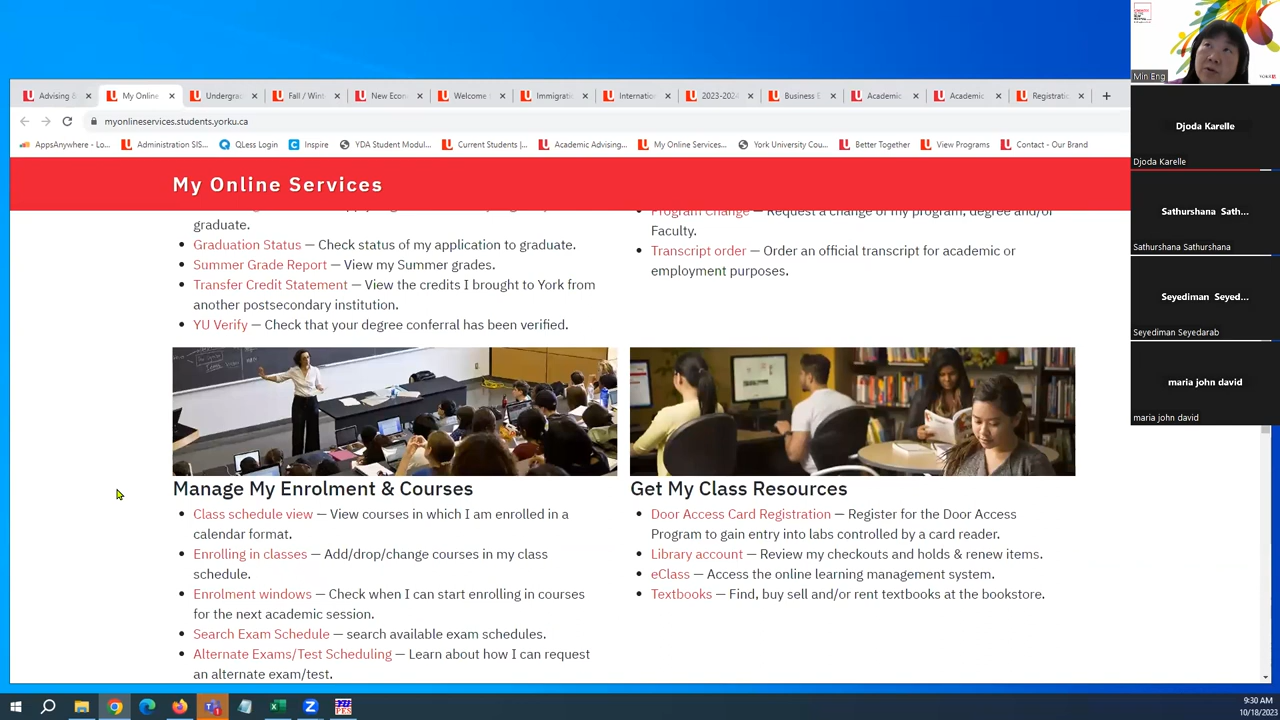 Advising &
My Online
Undergrad
Fall / Wint
New Econ
Welcome
Immigrati
Internatio
2023-2024
Business E
Academic
Academic
Registratio
myonlineservices.students.yorku.ca
AppsAnywhere - Lo...
Administration SIS...
QLess Login
Inspire
YDA Student Modul...
Current Students |...
Academic Advising...
My Online Services...
York University Cou...
Better Together
View Programs
Contact - Our Brand
My Online Services
graduate.
Graduation Status — Check status of my application to graduate.
Summer Grade Report — View my Summer grades.
Transfer Credit Statement — View the credits I brought to York from
another postsecondary institution.
YU Verify — Check that your degree conferral has been verified.
Program Change — Request a change of my program, degree and/or
Faculty.
Transcript order — Order an official transcript for academic or
employment purposes.
Manage My Enrolment & Courses
Class schedule view — View courses in which I am enrolled in a
calendar format.
Enrolling in classes — Add/drop/change courses in my class
schedule.
Enrolment windows — Check when I can start enrolling in courses
for the next academic session.
Search Exam Schedule — search available exam schedules.
Alternate Exams/Test Scheduling — Learn about how I can request
an alternate exam/test.
Get My Class Resources
Door Access Card Registration — Register for the Door Access
Program to gain entry into labs controlled by a card reader.
Library account — Review my checkouts and holds & renew items.
eClass — Access the online learning management system.
Textbooks — Find, buy sell and/or rent textbooks at the bookstore.
Min Eng
Djoda Karelle
Djoda Karelle
Sathurshana Sath...
Sathurshana Sathurshana
Seyediman Seyed...
Seyediman Seyedarab
maria john david
maria john david
9:30 AM
10/18/2023